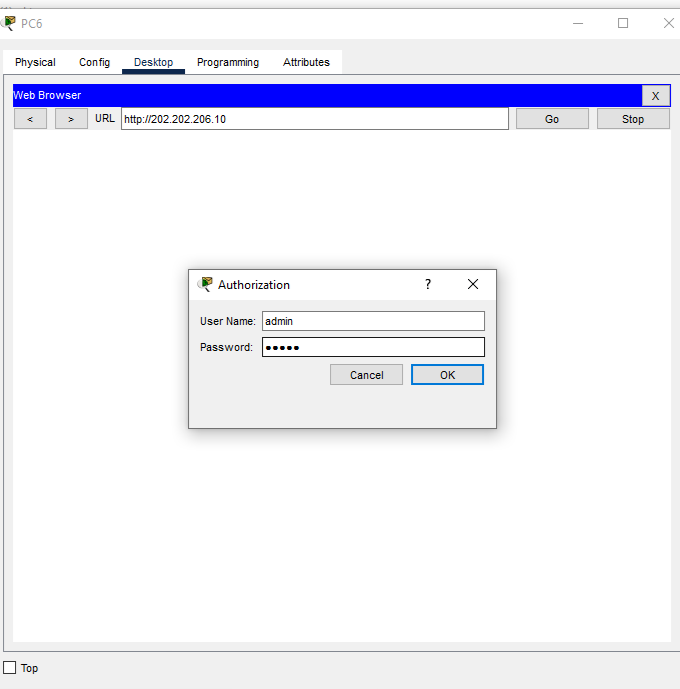 PC6
Physical Config Desktop Programming Attributes
Web Browser X
< > URL http://202.202.206.10 Go Stop
Authorization ?
User Name: admin
Password: ●●●●●
Cancel OK
Top